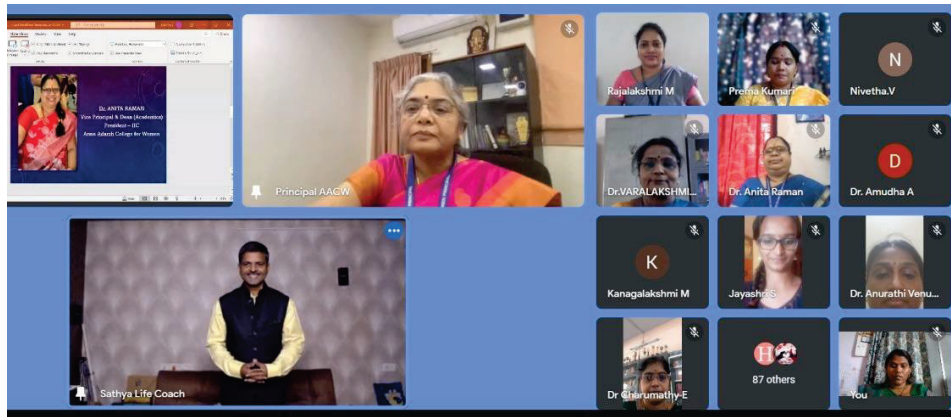 Dr. ANITA RAMAN
Vice Principal & Dean (Academics)
President – IIC
Anna Adarsh College for Women
Principal AACW
Rajalakshmi M
Prema Kumari
N
Nivetha.V
Dr.VARALAKSHMI...
Dr. Anita Raman
D
Dr. Amudha A
Sathya Life Coach
K
Kanagalakshmi M
Jayashri S
Dr. Anurathi Venu...
Dr Charumathy E
H
87 others
You